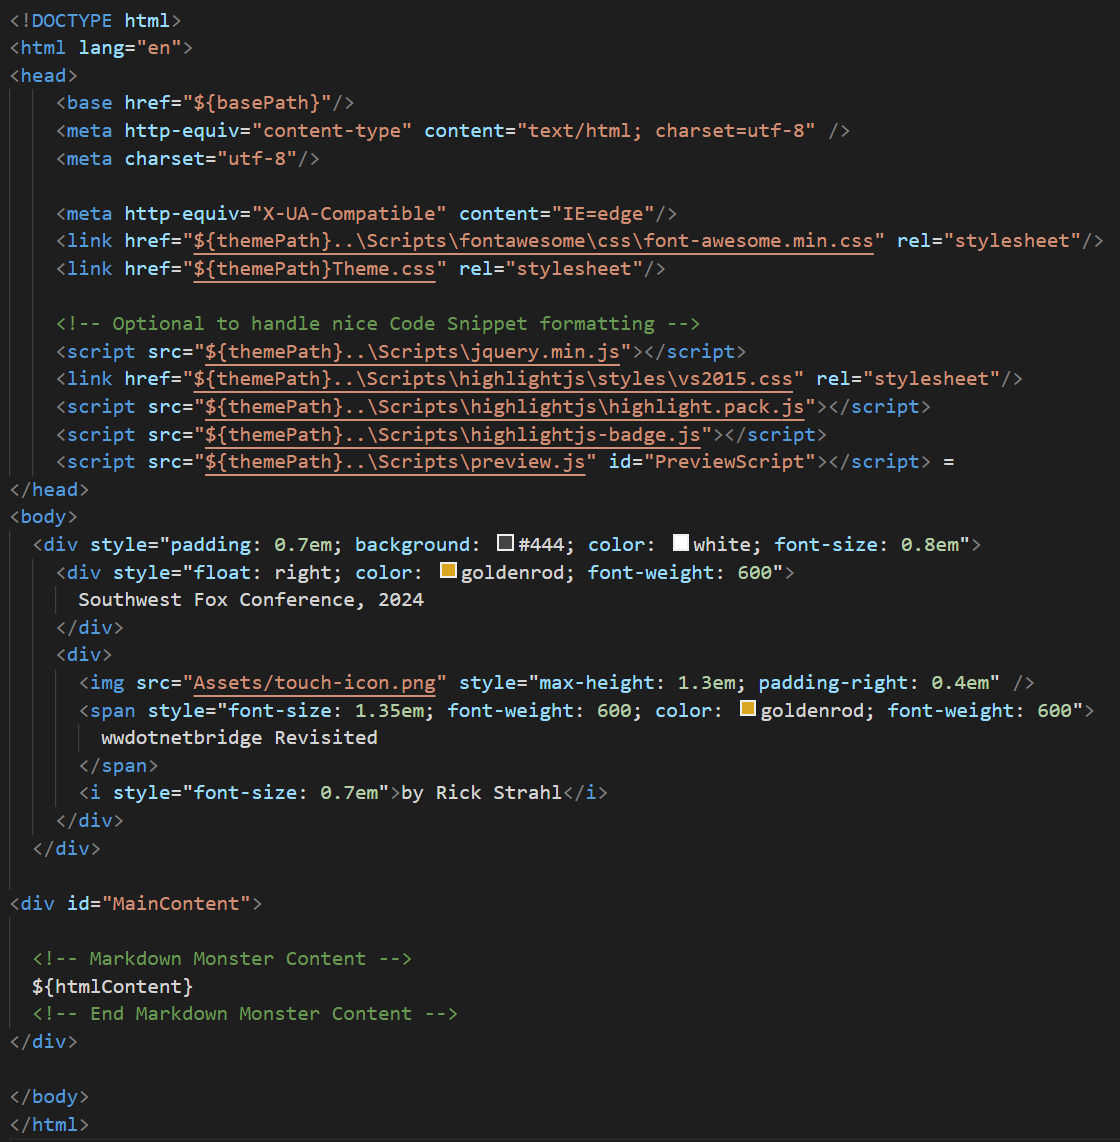 <!DOCTYPE html>
<html lang="en">
<head>
    <base href="${basePath}"/>
    <meta http-equiv="content-type" content="text/html; charset=utf-8" />
    <meta charset="utf-8"/>

    <meta http-equiv="X-UA-Compatible" content="IE=edge"/>
    <link href="${themePath}..\Scripts\fontawesome\css\font-awesome.min.css" rel="stylesheet"/>
    <link href="${themePath}Theme.css" rel="stylesheet"/>

    <!-- Optional to handle nice Code Snippet formatting -->
    <script src="${themePath}..\Scripts\jquery.min.js"></script>
    <link href="${themePath}..\Scripts\highlightjs\styles\vs2015.css" rel="stylesheet"/>
    <script src="${themePath}..\Scripts\highlightjs\highlight.pack.js"></script>
    <script src="${themePath}..\Scripts\highlightjs-badge.js"></script>
    <script src="${themePath}..\Scripts\preview.js" id="PreviewScript"></script> =
</head>
<body>
  <div style="padding: 0.7em; background: #444; color: white; font-size: 0.8em">
    <div style="float: right; color: goldenrod; font-weight: 600">
      Southwest Fox Conference, 2024
    </div>
    <div>
      <img src="Assets/touch-icon.png" style="max-height: 1.3em; padding-right: 0.4em" />
      <span style="font-size: 1.35em; font-weight: 600; color: goldenrod; font-weight: 600">
        wwdotnetbridge Revisited
      </span>
      <i style="font-size: 0.7em">by Rick Strahl</i>
    </div>
  </div>

<div id="MainContent">

  <!-- Markdown Monster Content -->
  ${htmlContent}
  <!-- End Markdown Monster Content -->
</div>

</body>
</html>